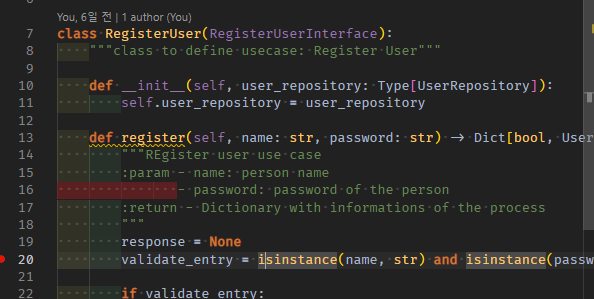 You, 6일 전 | 1 author (You)
7 class RegisterUser(RegisterUserInterface):
8 """class to define usecase: Register User"""
9
10 def __init__(self, user_repository: Type[UserRepository]):
11 self.user_repository = user_repository
12
13 def register(self, name: str, password: str) -> Dict[bool, User
14 """REgister user use case
15 :param - name: person name
16 - password: password of the person
17 :return - Dictionary with informations of the process
18 """
19 response = None
20 validate_entry = isinstance(name, str) and isinstance(passw
21
22 if validate_entry: